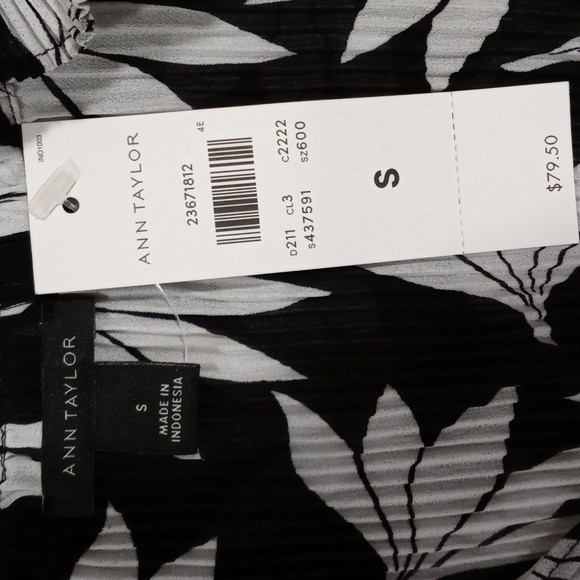 INO1003
ANN TAYLOR
23671812
4E
D211 CL3 C2222
S437591 SZ600
S
$79.50
ANN TAYLOR
S
MADE IN
INDONESIA